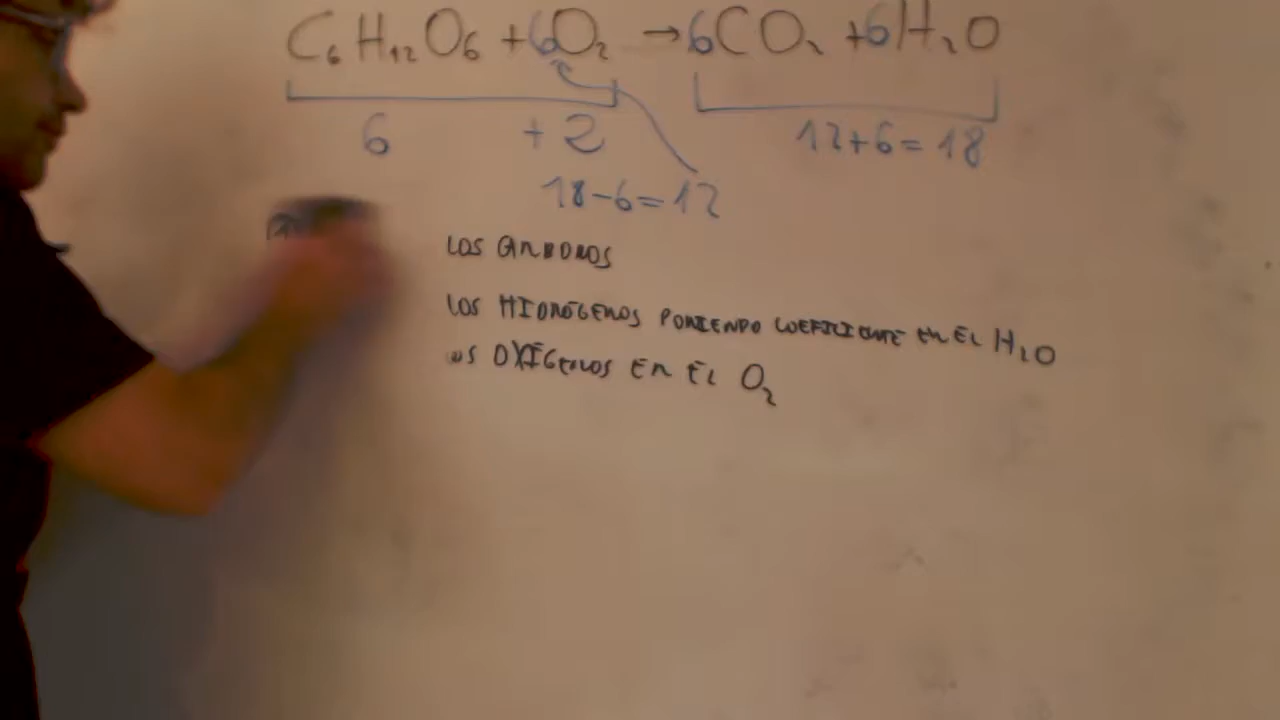 C6H12O6 + 6O2 → 6CO2 + 6H2O
6 + 2 12+6=18
18-6=12
LOS CARBONOS
LOS HIDRÓGENOS PONIENDO COEFICIENTE EN EL H2O
OXÍGENOS EN EL O2